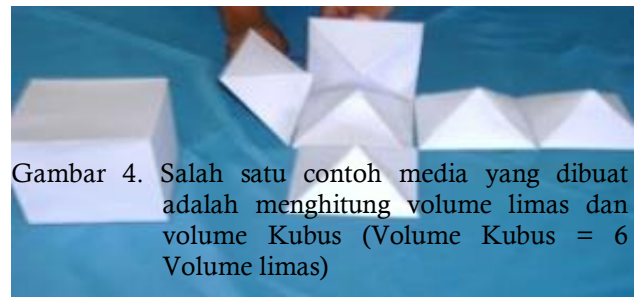 Gambar 4. Salah satu contoh media yang dibuat
adalah menghitung volume limas dan
volume Kubus (Volume Kubus = 6
Volume limas)